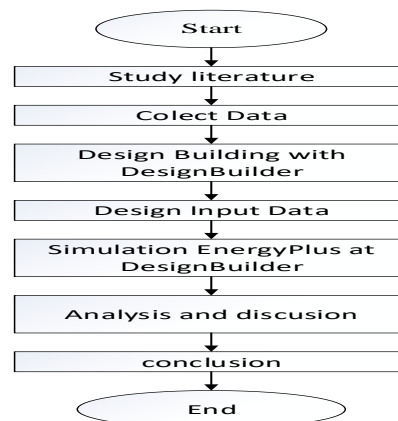 Start
Study literature
Colect Data
Design Building with
DesignBuilder
Design Input Data
Simulation EnergyPlus at
DesignBuilder
Analysis and discusion
conclusion
End